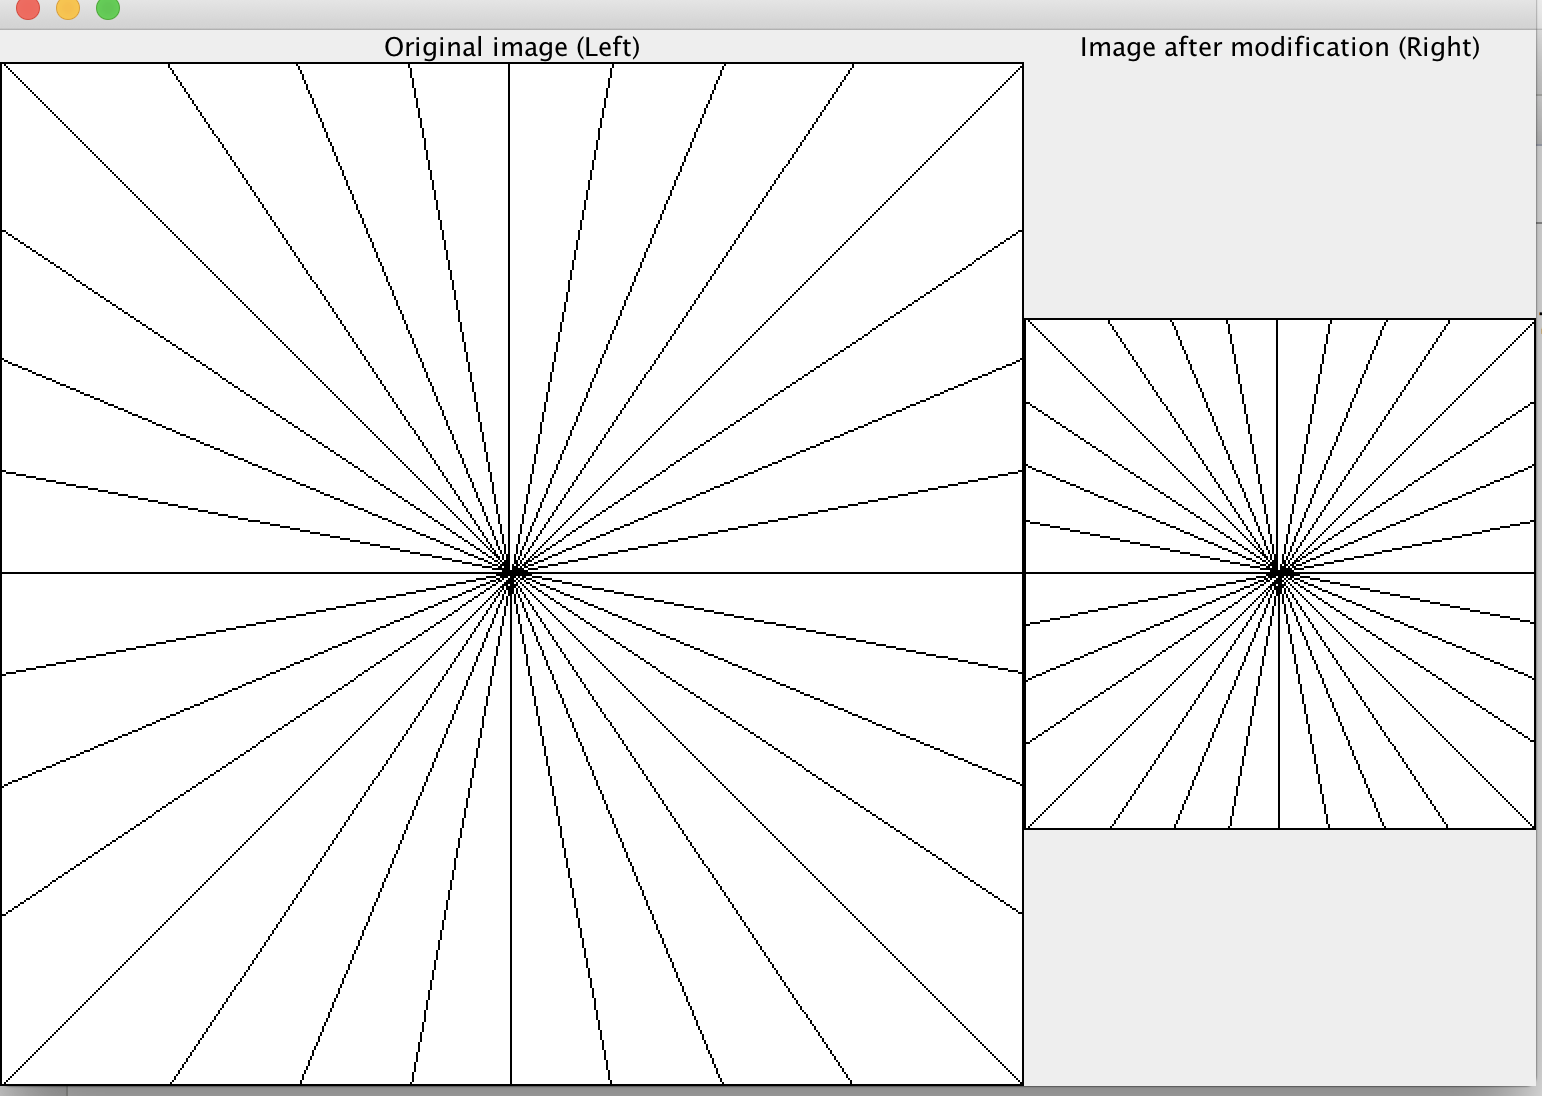 Original image (Left)
Image after modification (Right)